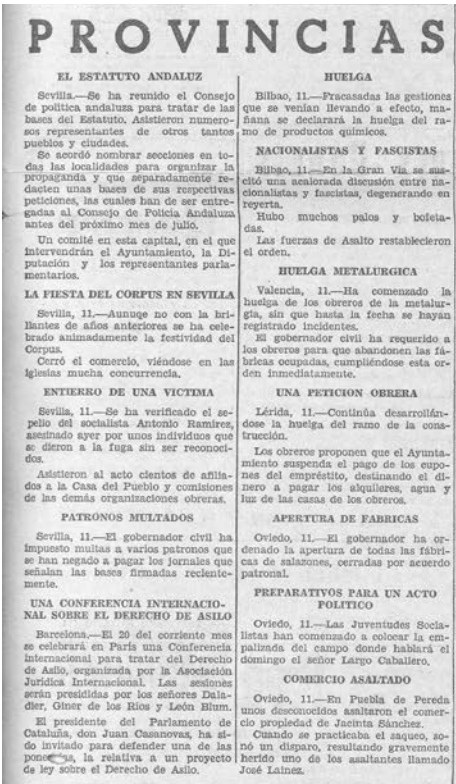 PROVINCIAS
EL ESTATUTO ANDALUZ
Sevilla.—Se ha reunido el Consejo
de política andaluza para tratar de las
bases del Estatuto. Asistieron numero-
sos representantes de otros tantos
pueblos y ciudades.
Se acordó nombrar secciones en to-
das las localidades para organizar la
propaganda y que separadamente re-
dacten unas bases de sus respectivas
peticiones, las cuales han de ser entre-
gadas al Consejo de Policia Andaluza
antes del próximo mes de julio.
Un comité en esta capital, en el que
intervendrán el Ayuntamiento, la Di-
putación y los representantes parla-
mentarios.
LA FIESTA DEL CORPUS EN SEVILLA
Sevilla, 11.—Aunuqe no con la bri-
llantez de años anteriores se ha cele-
brado animadamente la festividad del
Corpus.
Cerró el comercio, viéndose en las
iglesias mucha concurrencia.
ENTIERRO DE UNA VICTIMA
Sevilla, 11.—Se ha verificado el se-
pelio del socialista Antonio Ramírez,
asesinado ayer por unos individuos que
se dieron a la fuga sin ser reconoci-
dos.
Asistieron al acto cientos de afilia-
dos a la Casa del Pueblo y comisiones
de las demás organizaciones obreras.
PATRONOS MULTADOS
Sevilla, 11.—El gobernador civil ha
impuesto multas a varios patronos que
se han negado a pagar los jornales que
señalan las bases firmadas reciente-
mente.
UNA CONFERENCIA INTERNACIO-
NAL SOBRE EL DERECHO DE ASILO
Barcelona.—El 20 del corriente mes
se celebrará en París una Conferencia
internacional para tratar del Derecho
de Asilo, organizada por la Asociación
Jurídica Internacional. Las sesiones
serán presididas por los señores Dala-
dier, Giner de los Ríos y León Blum.
El presidente del Parlamento de
Cataluña, don Juan Casanovas, ha si-
do invitado para defender una de las
la relativa a un proyecto
de ley sobre el Derecho de Asilo.
HUELGA
Bilbao, 11.—Fracasadas las gestiones
que se venían llevando a efecto, ma-
ñana se declarará la huelga del ra-
mo de productos químicos.
NACIONALISTAS Y FASCISTAS
Bilbao, 11.—En la Gran Vía se sus-
citó una acalorada discusión entre na-
cionalistas y fascistas, degenerando en
reyerta.
Hubo muchos palos y bofeta-
das.
Las fuerzas de Asalto restablecieron
el orden.
HUELGA METALURGICA
Valencia, 11.—Ha comenzado la
huelga de los obreros de la metalur-
gia, sin que hasta la fecha se hayan
registrado incidentes.
El gobernador civil ha requerido a
los obreros para que abandonen las fá-
bricas ocupadas, cumpliéndose esta or-
den inmediatamente.
UNA PETICION OBRERA
Lérida, 11.—Continúa desarrollán-
dose la huelga del ramo de la cons-
trucción.
Los obreros proponen que el Ayunta-
miento suspenda el pago de los cupo-
nes del empréstito, destinando el di-
nero a pagar los alquileres, agua y
luz de las casas de los obreros.
APERTURA DE FABRICAS
Oviedo, 11.—El gobernador ha or-
denado la apertura de todas las fábri-
cas de salazones, cerradas por acuerdo
patronal.
PREPARATIVOS PARA UN ACTO
POLITICO
Oviedo, 11.—Las Juventudes Socia-
listas han comenzado a colocar la em-
palizada del campo donde hablará el
domingo el señor Largo Caballero.
COMERCIO ASALTADO
Oviedo, 11.—En Puebla de Pereda
unos desconocidos asaltaron el comer-
cio propiedad de Jacinta Sánchez.
Cuando se practicaba el saqueo, so-
nó un disparo, resultando gravemente
herido uno de los asaltantes llamado
José Lainez.